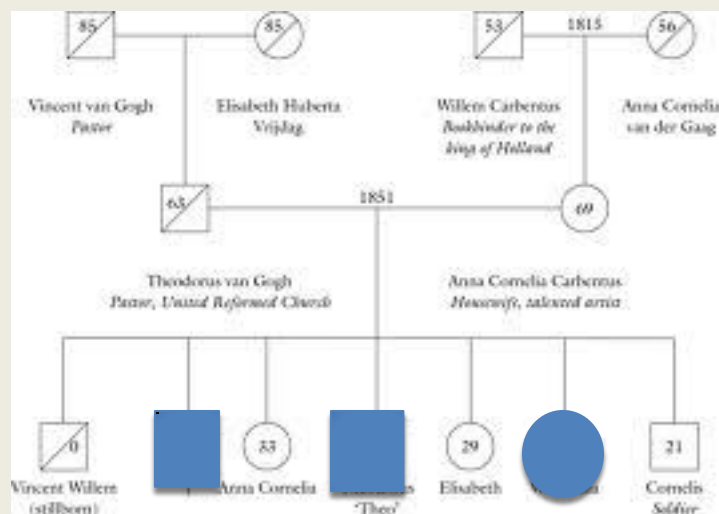 85
85
53
1815
56
Vincent van Gogh
Pastor
Elisabeth Huberta
Vrijdag
Willem Carbentus
Bookbinder to the
king of Holland
Anna Cornelia
van der Gaag
63
1851
69
Theodorus van Gogh
Pastor, United Reformed Church
Anna Cornelia Carbentus
Housewife, talented artist
0
33
29
21
Vincent Willem
(stillborn)
Anna Cornelia
'Theo'
Elisabeth
Cornelis
Soldier